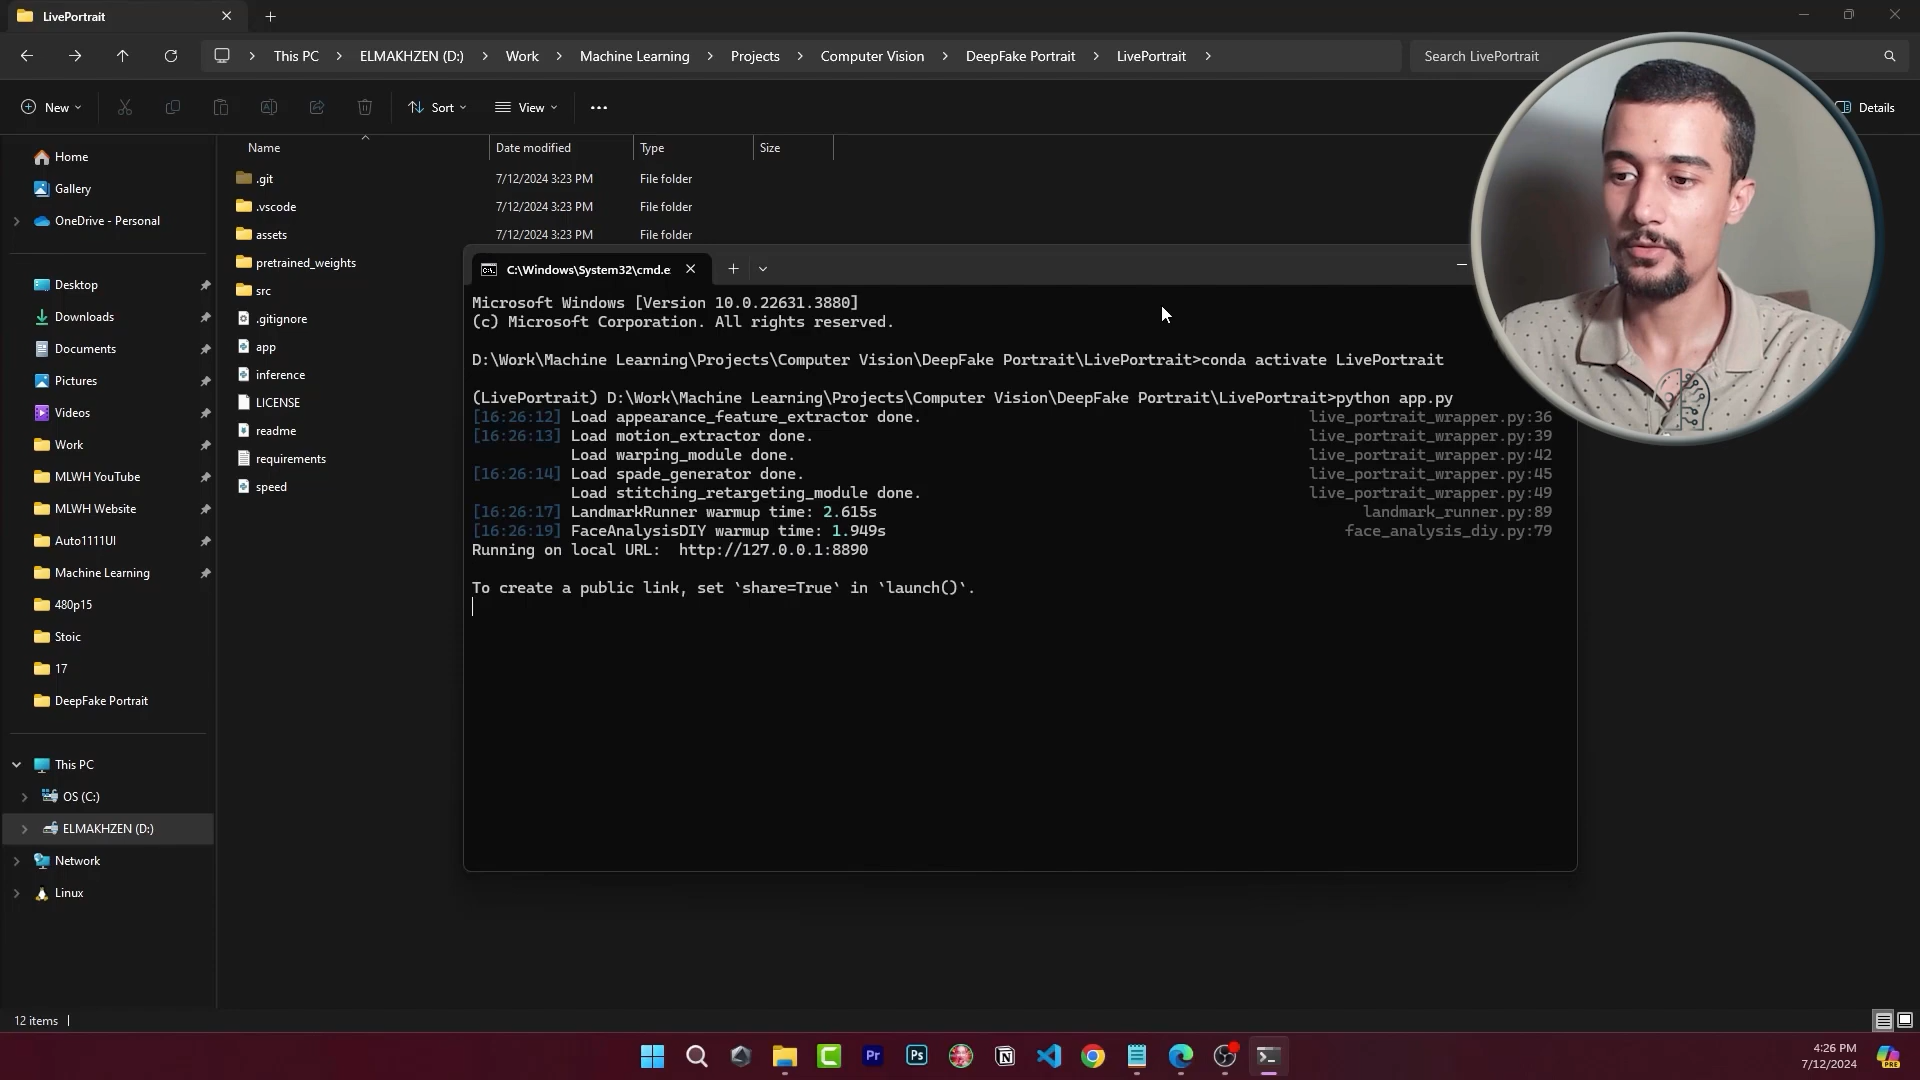 LivePortrait
This PC
ELMAKHZEN (D:)
Work
Machine Learning
Projects
Computer Vision
DeepFake Portrait
LivePortrait
Search LivePortrait
New
Sort
View
Details
Name
Date modified
Type
Size
.git
7/12/2024 3:23 PM
File folder
.vscode
7/12/2024 3:23 PM
File folder
assets
7/12/2024 3:23 PM
File folder
pretrained_weights
src
.gitignore
app
inference
LICENSE
readme
requirements
speed
Home
Gallery
OneDrive - Personal
Desktop
Downloads
Documents
Pictures
Videos
Work
MLWH YouTube
MLWH Website
Auto1111UI
Machine Learning
480p15
Stoic
17
DeepFake Portrait
This PC
OS (C:)
ELMAKHZEN (D:)
Network
Linux
C:\Windows\System32\cmd.e
Microsoft Windows [Version 10.0.22631.3880]
(c) Microsoft Corporation. All rights reserved.
D:\Work\Machine Learning\Projects\Computer Vision\DeepFake Portrait\LivePortrait>conda activate LivePortrait
(LivePortrait) D:\Work\Machine Learning\Projects\Computer Vision\DeepFake Portrait\LivePortrait>python app.py
[16:26:12] Load appearance_feature_extractor done. live_portrait_wrapper.py:36
[16:26:13] Load motion_extractor done. live_portrait_wrapper.py:39
Load warping_module done. live_portrait_wrapper.py:42
[16:26:14] Load spade_generator done. live_portrait_wrapper.py:45
Load stitching_retargeting_module done. live_portrait_wrapper.py:49
[16:26:17] LandmarkRunner warmup time: 2.615s landmark_runner.py:89
[16:26:19] FaceAnalysisDIY warmup time: 1.949s face_analysis_diy.py:79
Running on local URL:  http://127.0.0.1:8890
To create a public link, set `share=True` in `launch()`.
12 items
Pr
Ps
4:26 PM
7/12/2024
PRE